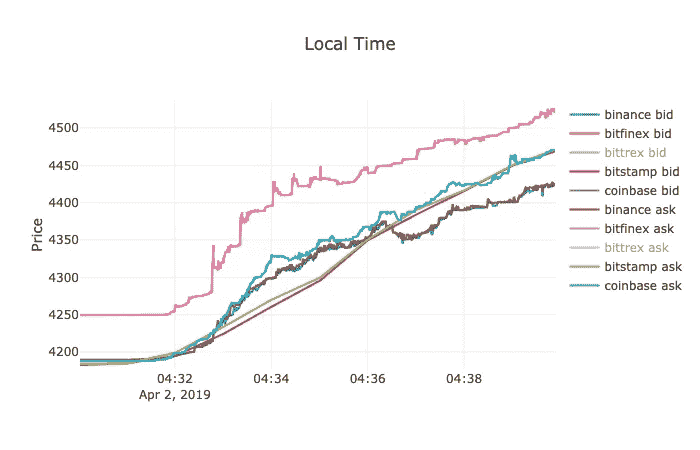 Local Time
4500
4450
4400
4350
4300
4250
4200
Price
04:32
04:34
04:36
04:38
Apr 2, 2019
binance bid
bitfinex bid
bittrex bid
bitstamp bid
coinbase bid
binance ask
bitfinex ask
bittrex ask
bitstamp ask
coinbase ask